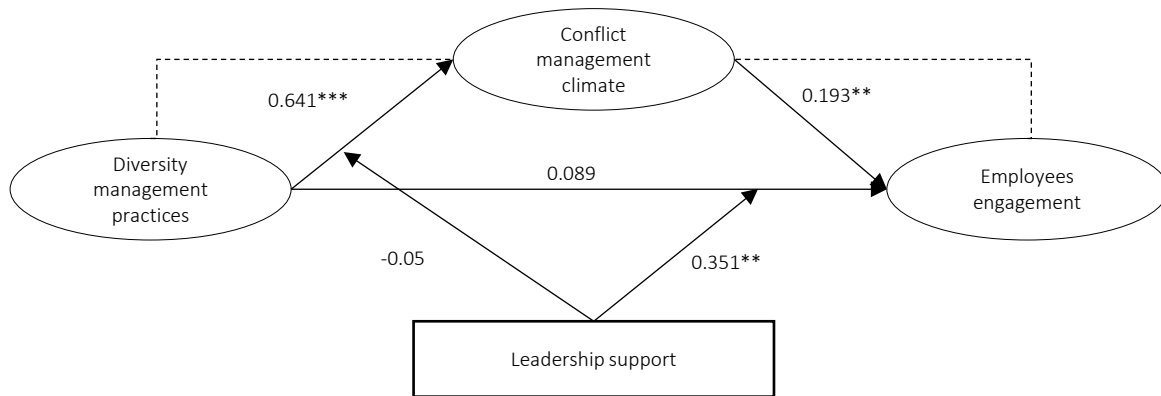 Conflict
management
climate
0.641***
0.193**
Diversity
management
practices
0.089
Employees
engagement
-0.05
0.351**
Leadership support